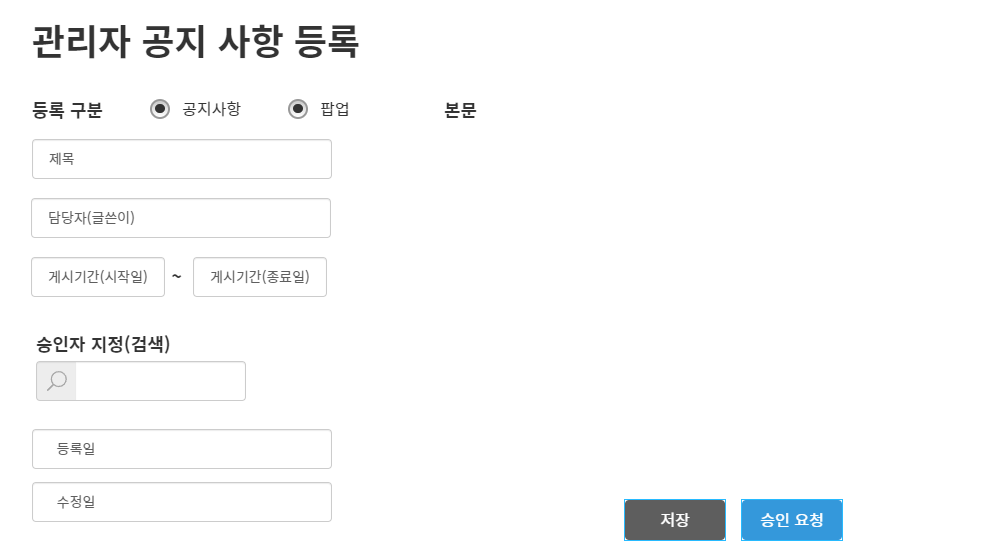 관리자 공지 사항 등록
등록 구분 공지사항 팝업 본문
제목
담당자(글쓴이)
게시기간(시작일) ~ 게시기간(종료일)
승인자 지정(검색)
등록일
수정일
저장 승인 요청